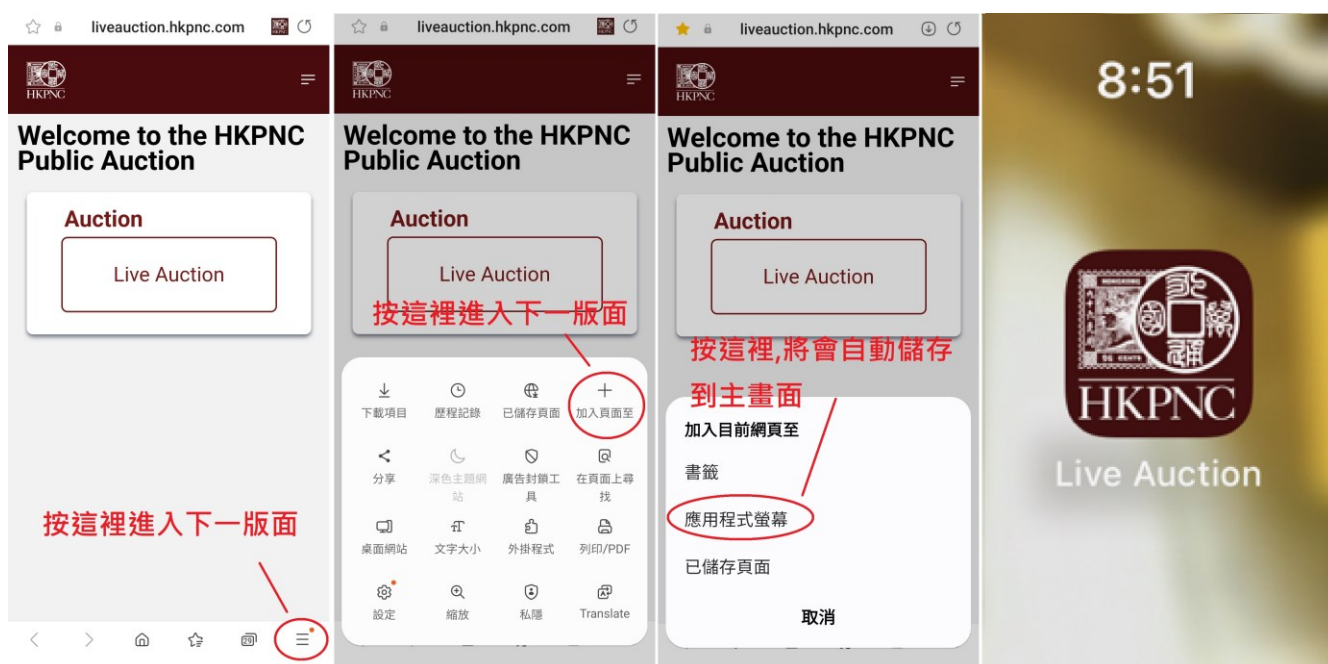 liveauction.hkpnc.com
HKPNC
Welcome to the HKPNC
Public Auction
Auction
Live Auction
按這裡進入下一版面
29
liveauction.hkpnc.com
HKPNC
Welcome to the HKPNC
Public Auction
Auction
Live Auction
按這裡進入下一版面
下載項目
歷程記錄
已儲存頁面
加入頁面至
分享
深色主題網
站
廣告封鎖工
具
在頁面上尋
找
桌面網站
文字大小
外掛程式
列印/PDF
設定
縮放
私隱
Translate
liveauction.hkpnc.com
HKPNC
Welcome to the HKPNC
Public Auction
Auction
Live Auction
按這裡,將會自動儲存
到主畫面
加入目前網頁至
書籤
應用程式螢幕
已儲存頁面
取消
8:51
HONGKONG
96 CENTS
國
HKPNC
Live Auction